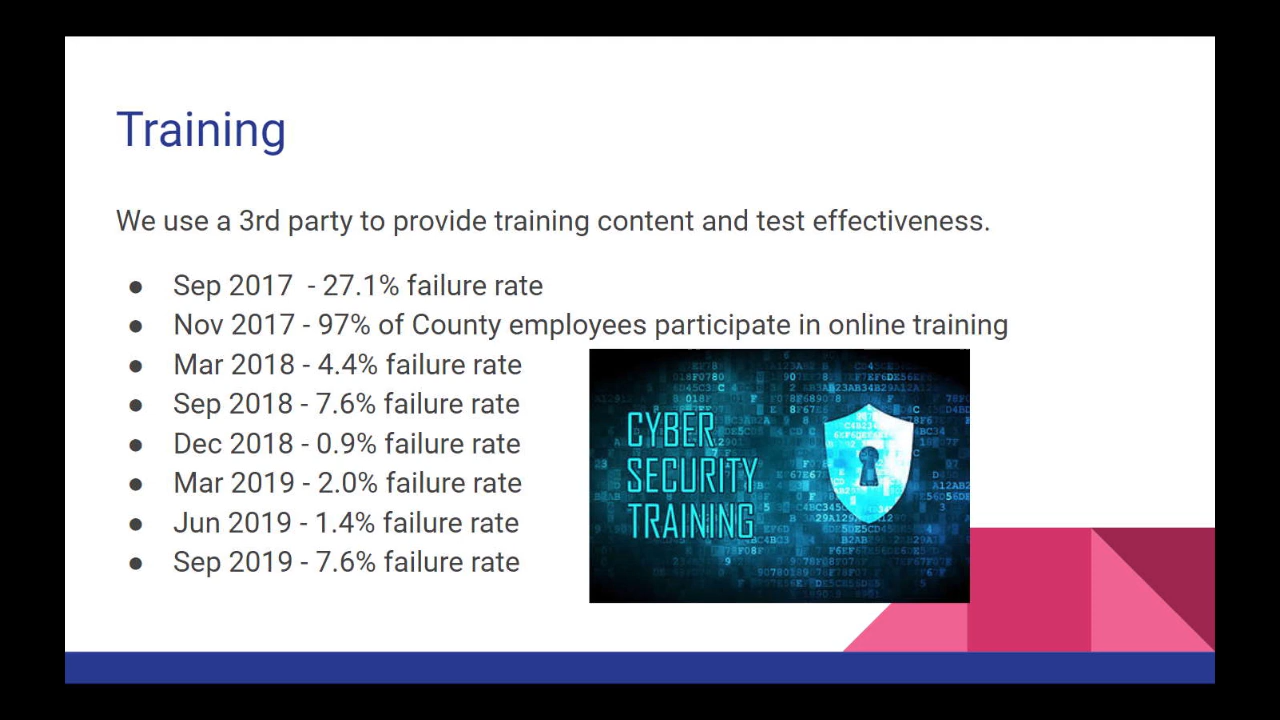 Training
We use a 3rd party to provide training content and test effectiveness.
● Sep 2017  - 27.1% failure rate
● Nov 2017 - 97% of County employees participate in online training
● Mar 2018 - 4.4% failure rate
● Sep 2018 - 7.6% failure rate
● Dec 2018 - 0.9% failure rate
● Mar 2019 - 2.0% failure rate
● Jun 2019 - 1.4% failure rate
● Sep 2019 - 7.6% failure rate
CYBER
SECURITY
TRAINING